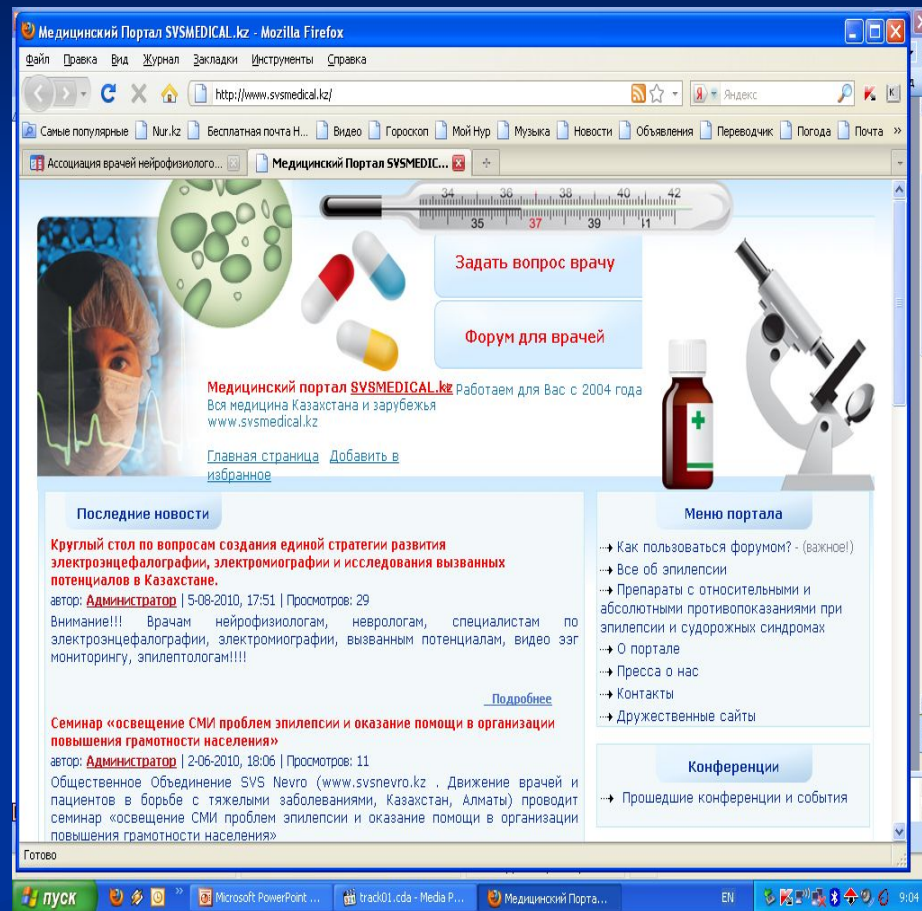 Медицинский Портал SVSMEDICAL.kz - Mozilla Firefox
Файл Правка Вид Журнал Закладки Инструменты Справка
http://www.svsmedical.kz/
Яндекс
Самые популярные Nur.kz Бесплатная почта Н... Видео Гороскоп Мой Нур Музыка Новости Объявления Переводчик Погода Почта »
Ассоциация врачей нейрофизиолого... Медицинский Портал SVSMEDIC...
34 36 38 40 42
35 37 39 41
Задать вопрос врачу
Форум для врачей
Медицинский портал SVSMEDICAL.kz Работаем для Вас с 2004 года
Вся медицина Казахстана и зарубежья
www.svsmedical.kz
Главная страница Добавить в
избранное
Последние новости
Круглый стол по вопросам создания единой стратегии развития
электроэнцефалографии, электромиографии и исследования вызванных
потенциалов в Казахстане.
автор: Администратор | 5-08-2010, 17:51 | Просмотров: 29
Внимание!!! Врачам нейрофизиологам, неврологам, специалистам по
электроэнцефалографии, электромиографии, вызванным потенциалам, видео ээг
мониторингу, эпилептологам!!!!
Подробнее
Семинар «освещение СМИ проблем эпилепсии и оказание помощи в организации
повышения грамотности населения»
автор: Администратор | 2-06-2010, 18:06 | Просмотров: 11
Общественное Объединение SVS Nevro (www.svsnevro.kz . Движение врачей и
пациентов в борьбе с тяжелыми заболеваниями, Казахстан, Алматы) проводит
семинар «освещение СМИ проблем эпилепсии и оказание помощи в организации
повышения грамотности населения»
Меню портала
Как пользоваться форумом? - (важное!)
Все об эпилепсии
Препараты с относительными и
абсолютными противопоказаниями при
эпилепсии и судорожных синдромах
О портале
Пресса о нас
Контакты
Дружественные сайты
Конференции
Прошедшие конференции и события
Готово
пуск » Microsoft PowerPoint ... track01.cda - Media P... Медицинский Порта... EN 9:04